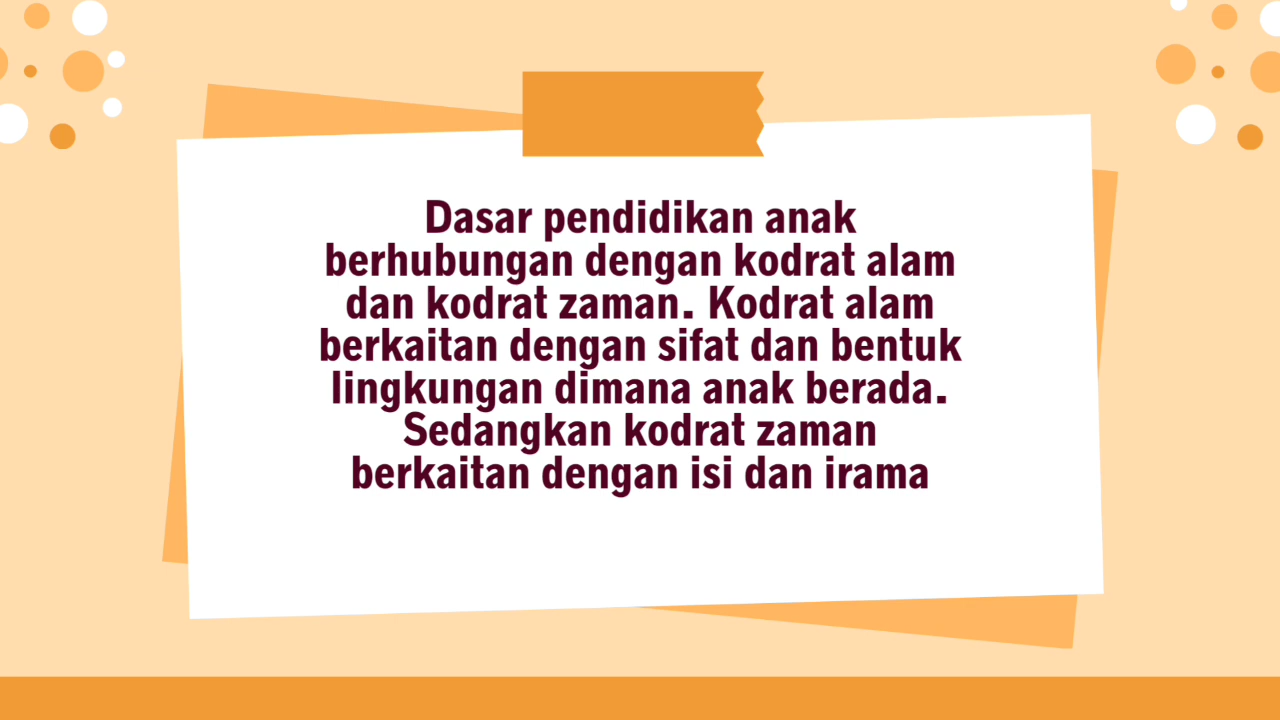 Dasar pendidikan anak
berhubungan dengan kodrat alam
dan kodrat zaman. Kodrat alam
berkaitan dengan sifat dan bentuk
lingkungan dimana anak berada.
Sedangkan kodrat zaman
berkaitan dengan isi dan irama